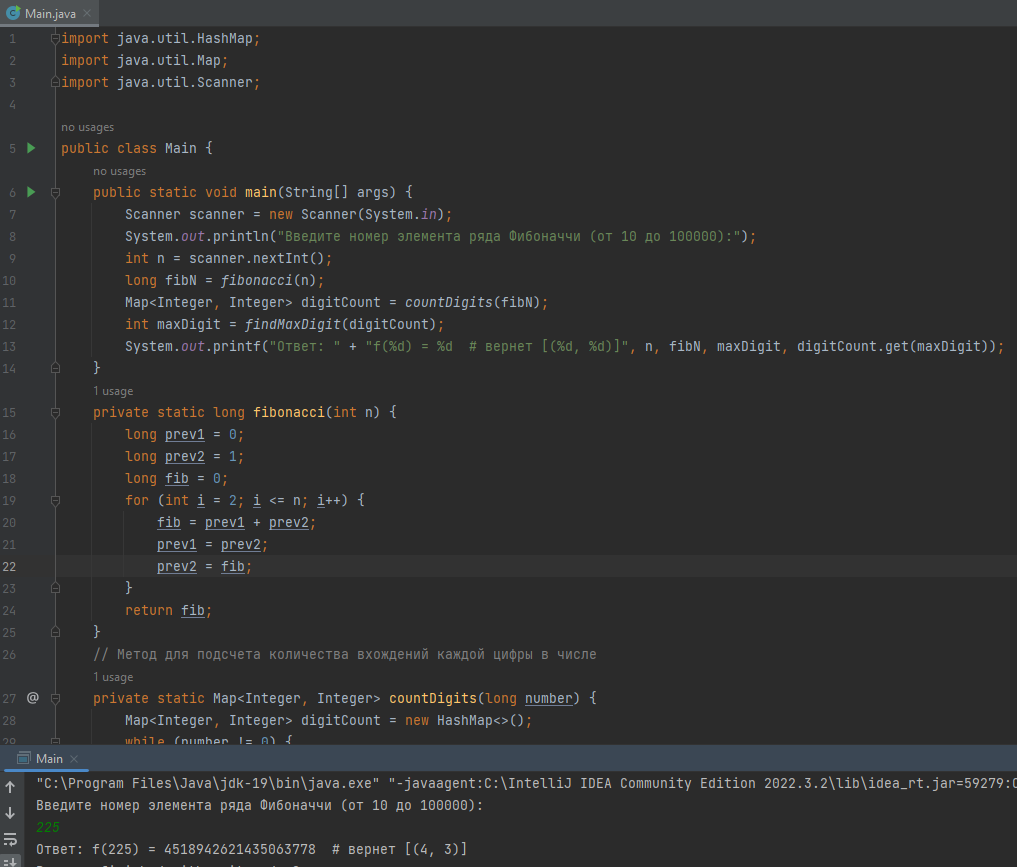 Main.java
1 import java.util.HashMap;
2 import java.util.Map;
3 import java.util.Scanner;
4
no usages
5 public class Main {
no usages
6 public static void main(String[] args) {
7 Scanner scanner = new Scanner(System.in);
8 System.out.println("Введите номер элемента ряда Фибоначчи (от 10 до 100000):");
9 int n = scanner.nextInt();
10 long fibN = fibonacci(n);
11 Map<Integer, Integer> digitCount = countDigits(fibN);
12 int maxDigit = findMaxDigit(digitCount);
13 System.out.printf("Ответ: " + "f(%d) = %d  # вернет [(%d, %d)]", n, fibN, maxDigit, digitCount.get(maxDigit));
14 }
1 usage
15 private static long fibonacci(int n) {
16 long prev1 = 0;
17 long prev2 = 1;
18 long fib = 0;
19 for (int i = 2; i <= n; i++) {
20 fib = prev1 + prev2;
21 prev1 = prev2;
22 prev2 = fib;
23 }
24 return fib;
25 }
26 // Метод для подсчета количества вхождений каждой цифры в числе
1 usage
27 @ private static Map<Integer, Integer> countDigits(long number) {
28 Map<Integer, Integer> digitCount = new HashMap<>();
29 while (number != 0) {
Main
"C:\Program Files\Java\jdk-19\bin\java.exe" "-javaagent:C:\IntelliJ IDEA Community Edition 2022.3.2\lib\idea_rt.jar=59279:
Введите номер элемента ряда Фибоначчи (от 10 до 100000):
225
Ответ: f(225) = 4518942621435063778  # вернет [(4, 3)]